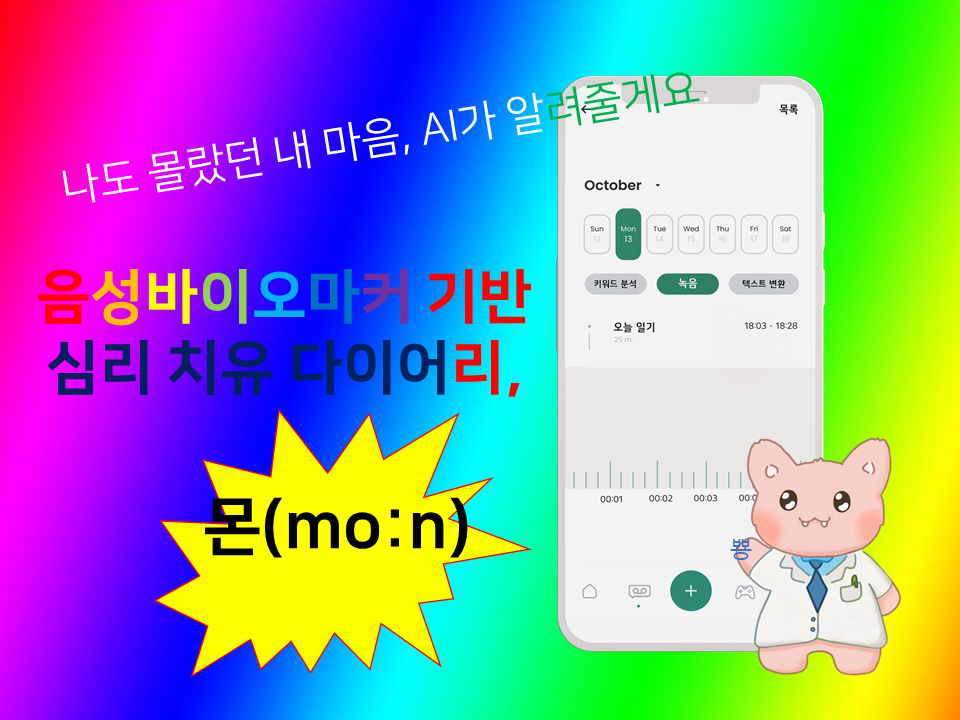 나도 몰랐던 내 마음, AI가 알려줄게요
음성바이오마커 기반
심리 치유 다이어리,
몬(mo:n)
목록
October
Sun Mon Tue Wed Thu Fri Sat
12 13 14 15 16 17 18
키워드 분석 녹음 텍스트 변환
오늘 일기 18:03 - 18:28
25 m.
00:01 00:02 00:03
뿅